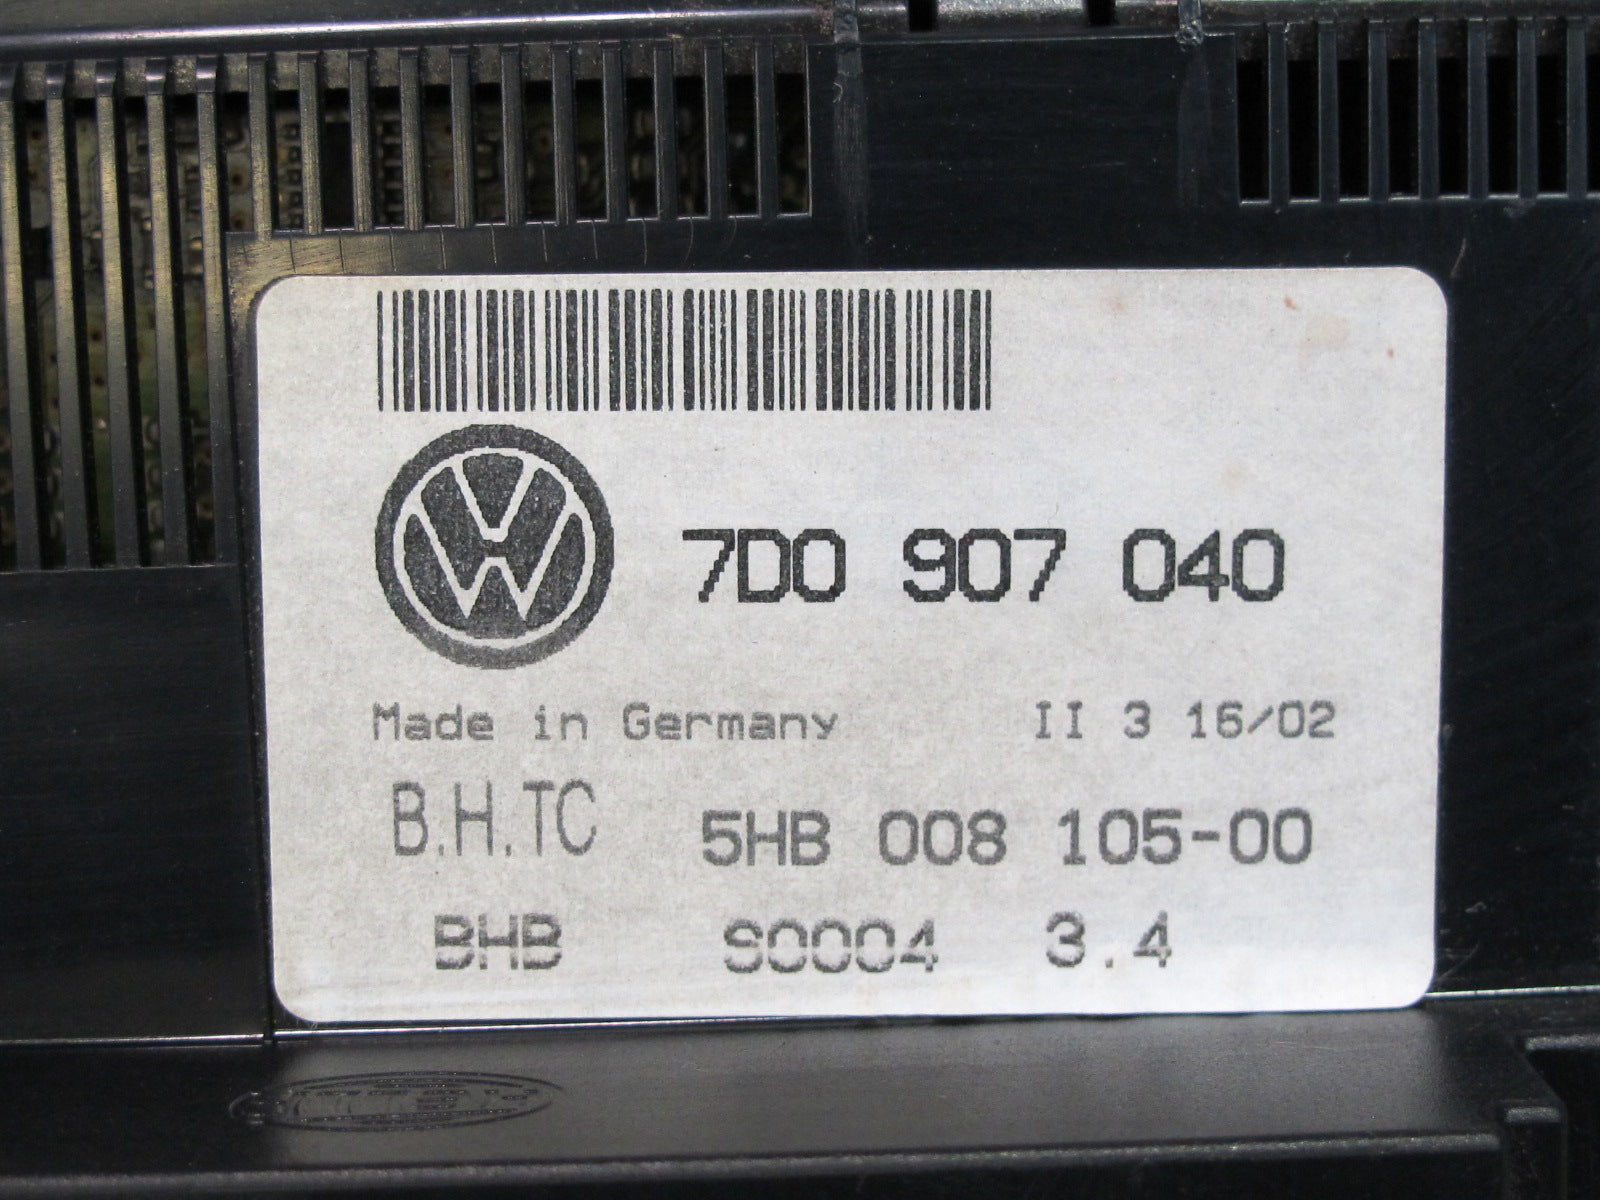 7D0 907 040
Made in Germany II 3 16/02
B.H.TC 5HB 008 105-00
BHB S0004 3.4